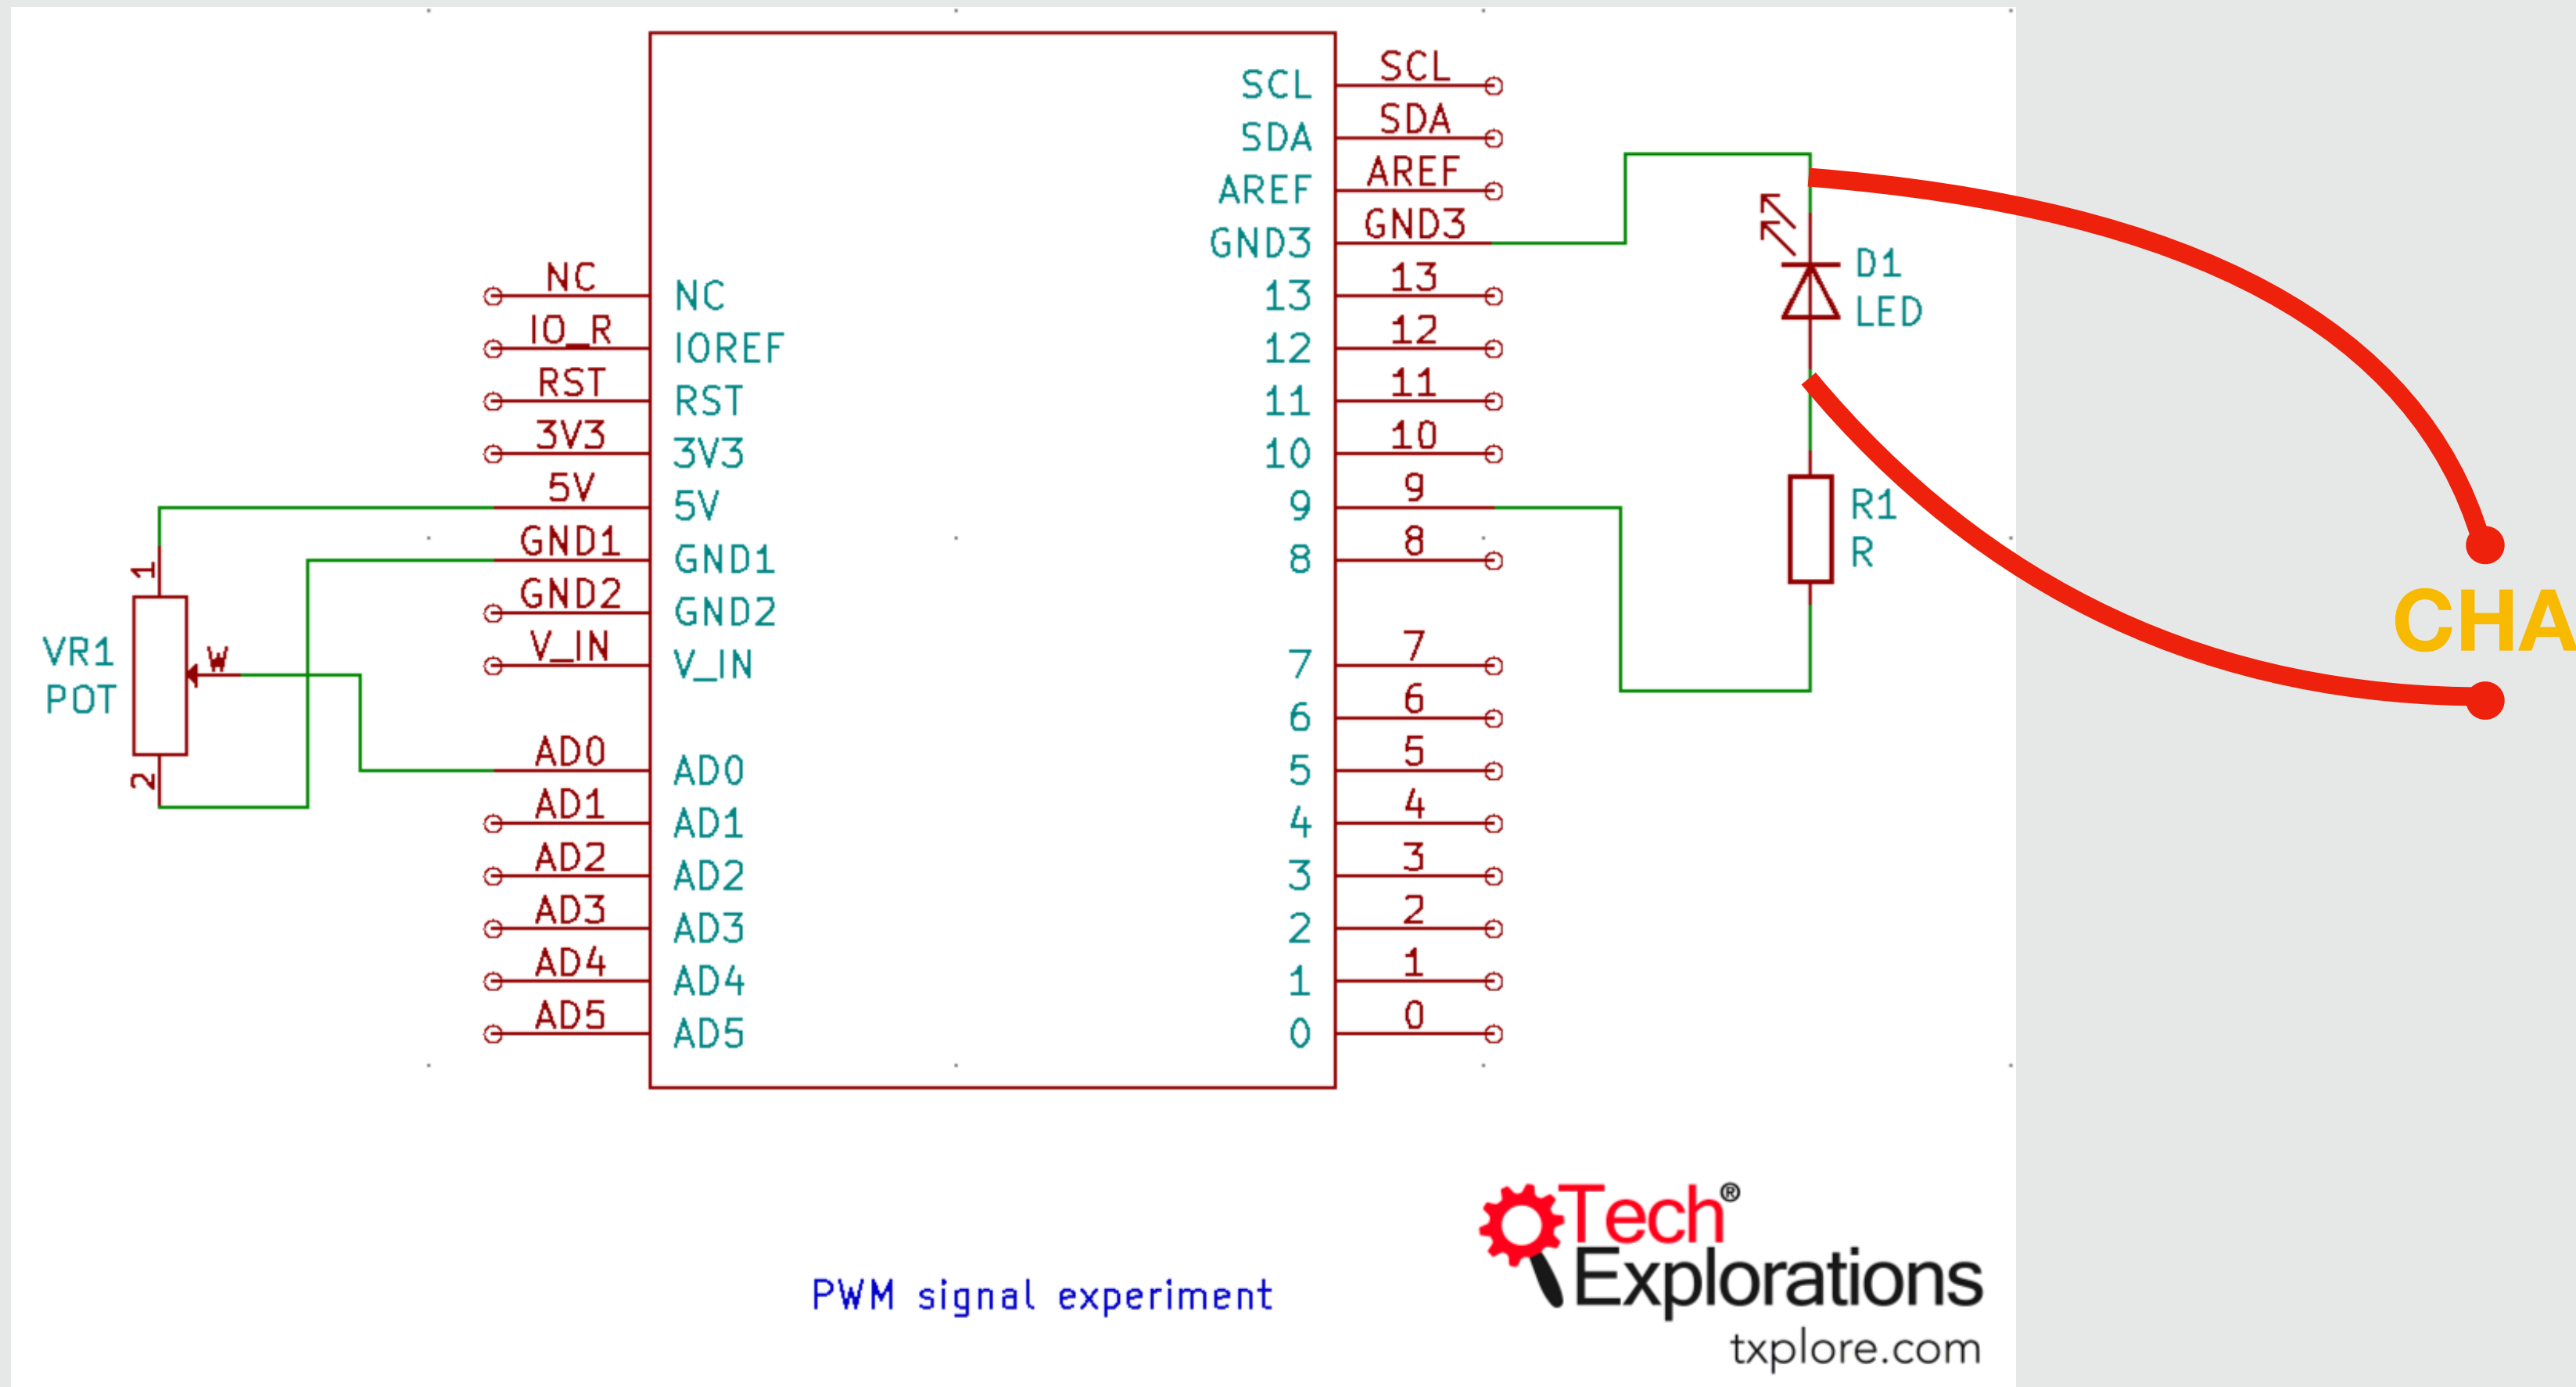 SCL
SCL
SDA
SDA
AREF
AREF
GND3
GND3
NC
NC
13
13
IO_R
IOREF
12
12
RST
RST
11
11
3V3
3V3
10
10
5V
5V
9
9
GND1
GND1
8
8
GND2
GND2
V_IN
V_IN
7
7
6
6
AD0
AD0
5
5
AD1
AD1
4
4
AD2
AD2
3
3
AD3
AD3
2
2
AD4
AD4
1
1
AD5
AD5
0
0
1
VR1
POT
W
2
D1
LED
R1
R
CHA
PWM signal experiment
Tech®
Explorations
txplore.com